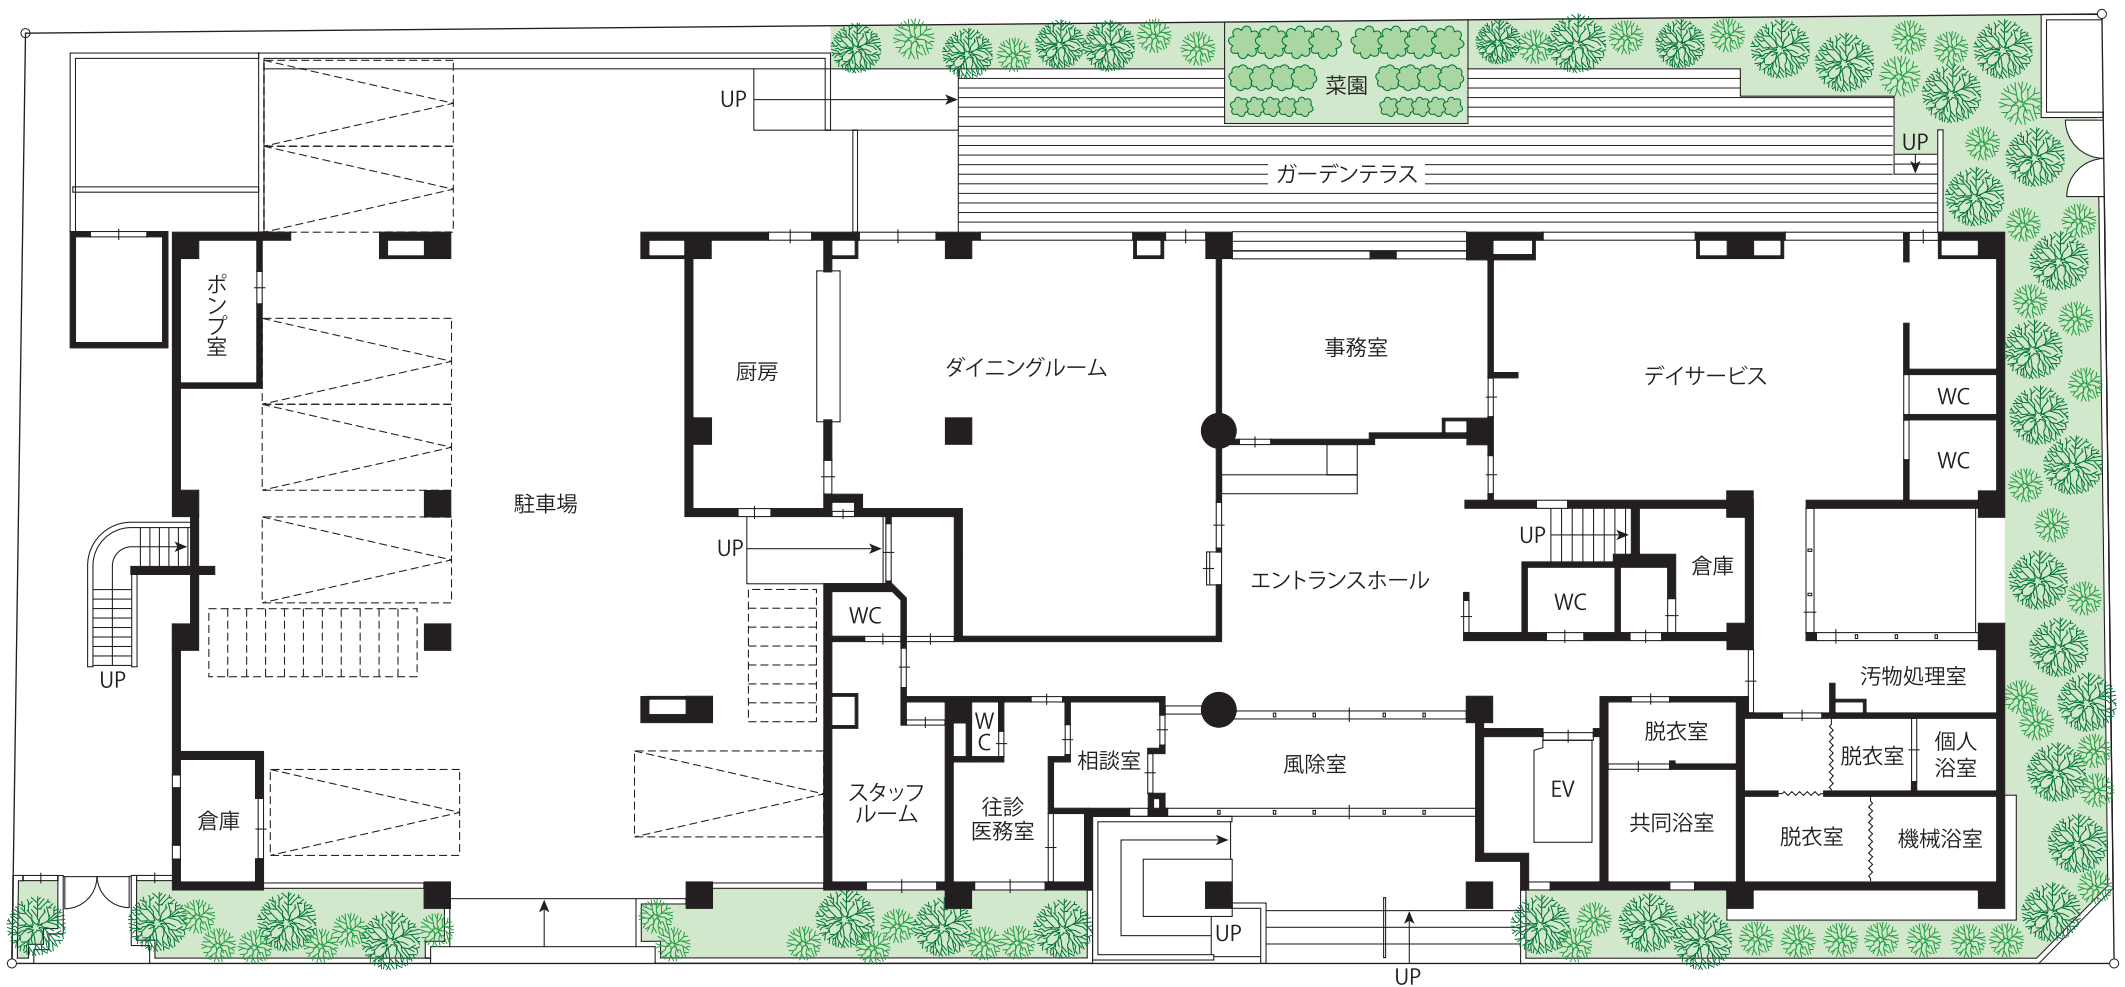 菜園
UP
UP
ガーデンテラス
ポンプ室
厨房
ダイニングルーム
事務室
デイサービス
WC
WC
駐車場
UP
UP
エントランスホール
倉庫
WC
WC
UP
汚物処理室
W
C
相談室
風除室
脱衣室
脱衣室
個人
浴室
EV
スタッフ
ルーム
往診
医務室
倉庫
共同浴室
脱衣室
機械浴室
UP
UP